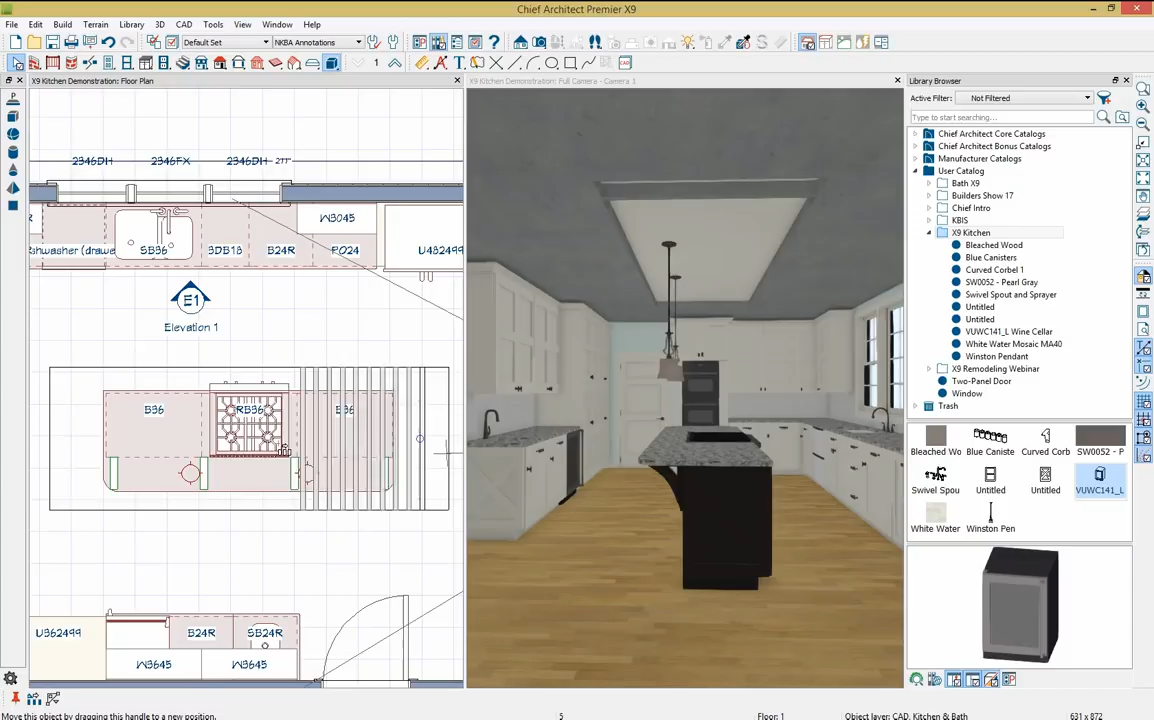 Chief Architect Premier X9
File Edit Build Terrain Library 3D CAD Tools View Window Help
Default Set NKBA Annotations
1
X9 Kitchen Demonstration: Floor Plan
X9 Kitchen Demonstration: Full Camera - Camera 1
Library Browser
Active Filter: Not Filtered
Type to start searching...
Chief Architect Core Catalogs
Chief Architect Bonus Catalogs
Manufacturer Catalogs
User Catalog
Bath X9
Builders Show 17
Chief Intro
KBIS
X9 Kitchen
Bleached Wood
Blue Canisters
Curved Corbel 1
SW0052 - Pearl Gray
Swivel Spout and Sprayer
Untitled
Untitled
VUWC141_L Wine Cellar
White Water Mosaic MA40
Winston Pendant
X9 Remodeling Webinar
Two-Panel Door
Window
Trash
Bleached Wo Blue Caniste Curved Corb SW0052 - P
Swivel Spou Untitled Untitled VUWC141_L
White Water Winston Pen
2346DH 2346FX 2346DH
W3045
shwasher (drawe SB36 3DB18 B24R PO24 U482499
E1
Elevation 1
B36 RB36 B36
U362499 B24R SB24R
W3645 W3645
Move this object by dragging this handle to a new position. 5 Floor: 1 Object layer: CAD, Kitchen & Bath 631 x 872